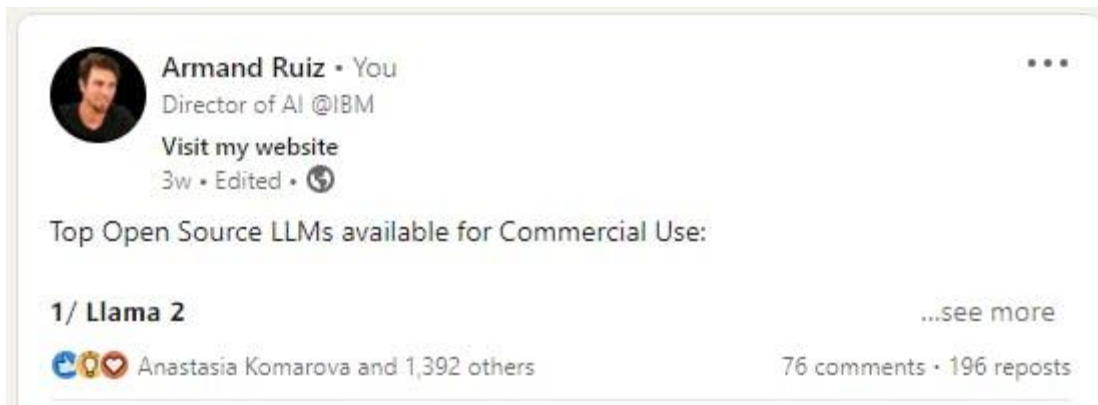 Armand Ruiz • You
Director of AI @IBM
Visit my website
3w • Edited •
Top Open Source LLMs available for Commercial Use:
1/ Llama 2
...see more
Anastasia Komarova and 1,392 others
76 comments • 196 reposts